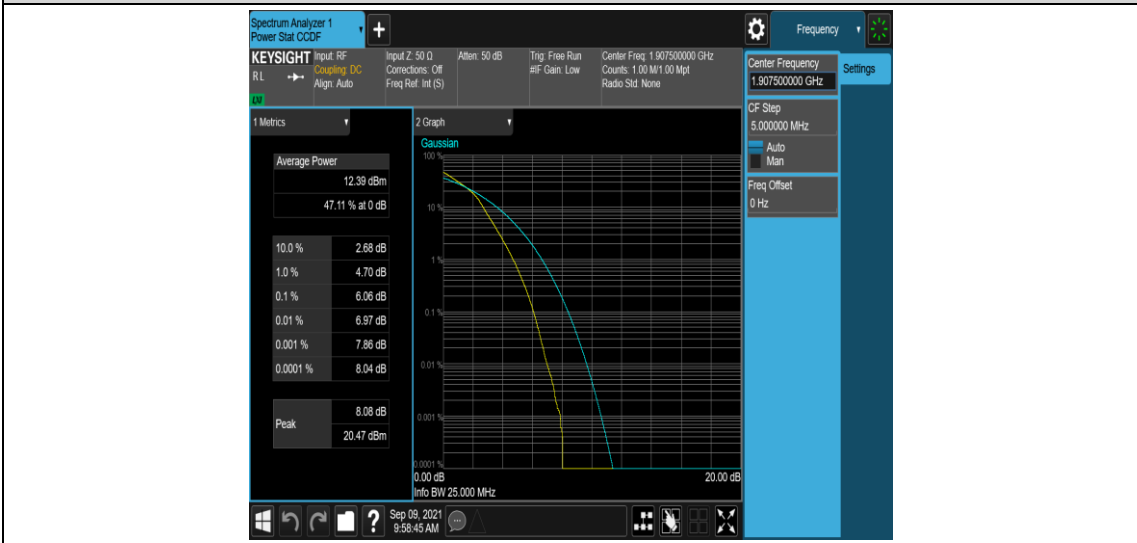 Spectrum Analyzer 1
Power Stat CCDF
Frequency
KEYSIGHT
Input: RF
Coupling: DC
Align: Auto
Input Z: 50 Ω
Corrections: Off
Freq Ref: Int (S)
Atten: 50 dB
Trig: Free Run
#IF Gain: Low
Center Freq: 1.907500000 GHz
Counts: 1.00 M/1.00 Mpt
Radio Std: None
R L
LXI
Center Frequency
1.907500000 GHz
Settings
CF Step
5.000000 MHz
Auto
Man
Freq Offset
0 Hz
1 Metrics
Average Power
12.39 dBm
47.11 % at 0 dB
10.0 % 2.68 dB
1.0 % 4.70 dB
0.1 % 6.06 dB
0.01 % 6.97 dB
0.001 % 7.86 dB
0.0001 % 8.04 dB
Peak
8.08 dB
20.47 dBm
2 Graph
Gaussian
100 %
10 %
1 %
0.1 %
0.01 %
0.001 %
0.0001 %
0.00 dB
20.00 dB
Info BW 25.000 MHz
?
Sep 09, 2021
9:58:45 AM